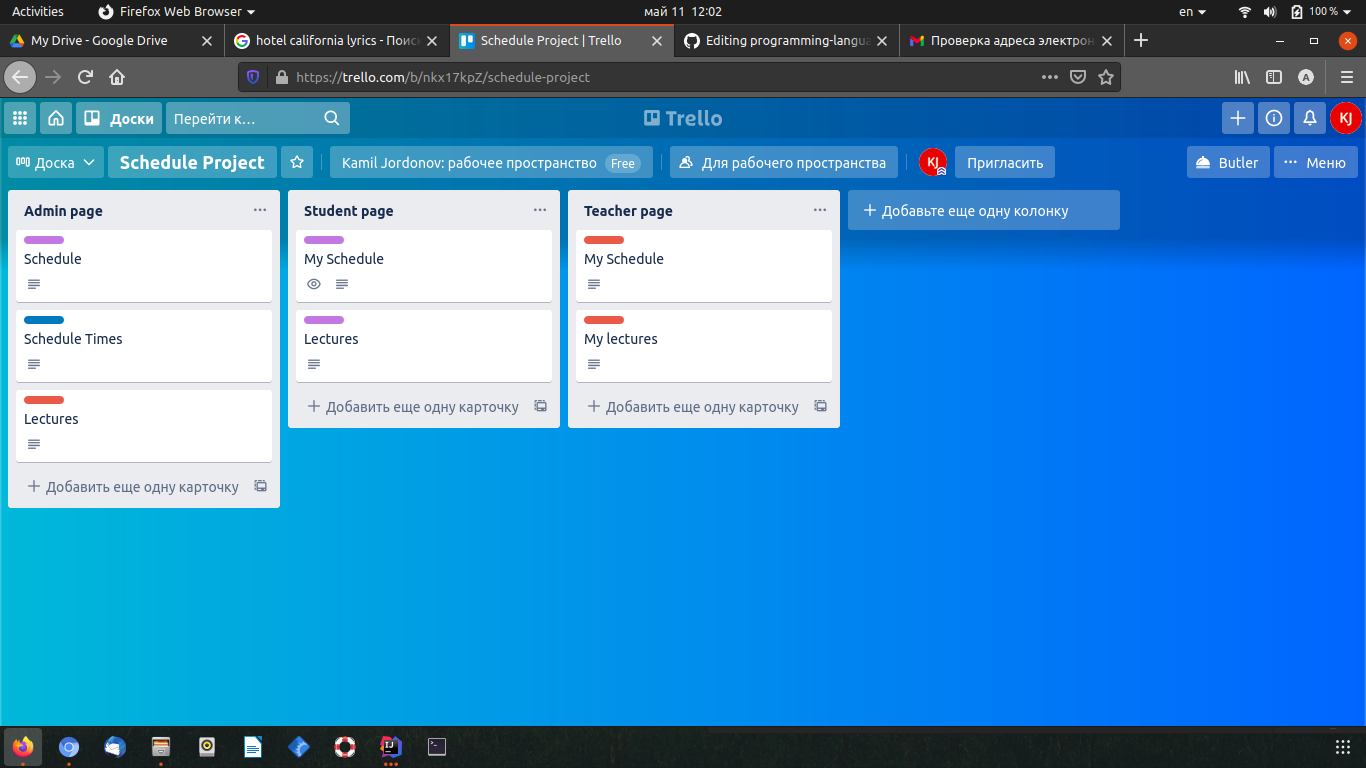 Activities Firefox Web Browser май 11 12:02 en 100 %
My Drive - Google Drive hotel california lyrics - Поис Schedule Project | Trello Editing programming-langua Проверка адреса электрон
https://trello.com/b/nkx17kpZ/schedule-project A
Доски Перейти к... Trello KJ
Доска Schedule Project Kamil Jordonov: рабочее пространство Free Для рабочего пространства KJ Пригласить Butler Меню
Admin page
Schedule
Schedule Times
Lectures
Добавить еще одну карточку
Student page
My Schedule
Lectures
Добавить еще одну карточку
Teacher page
My Schedule
My lectures
Добавить еще одну карточку
Добавьте еще одну колонку